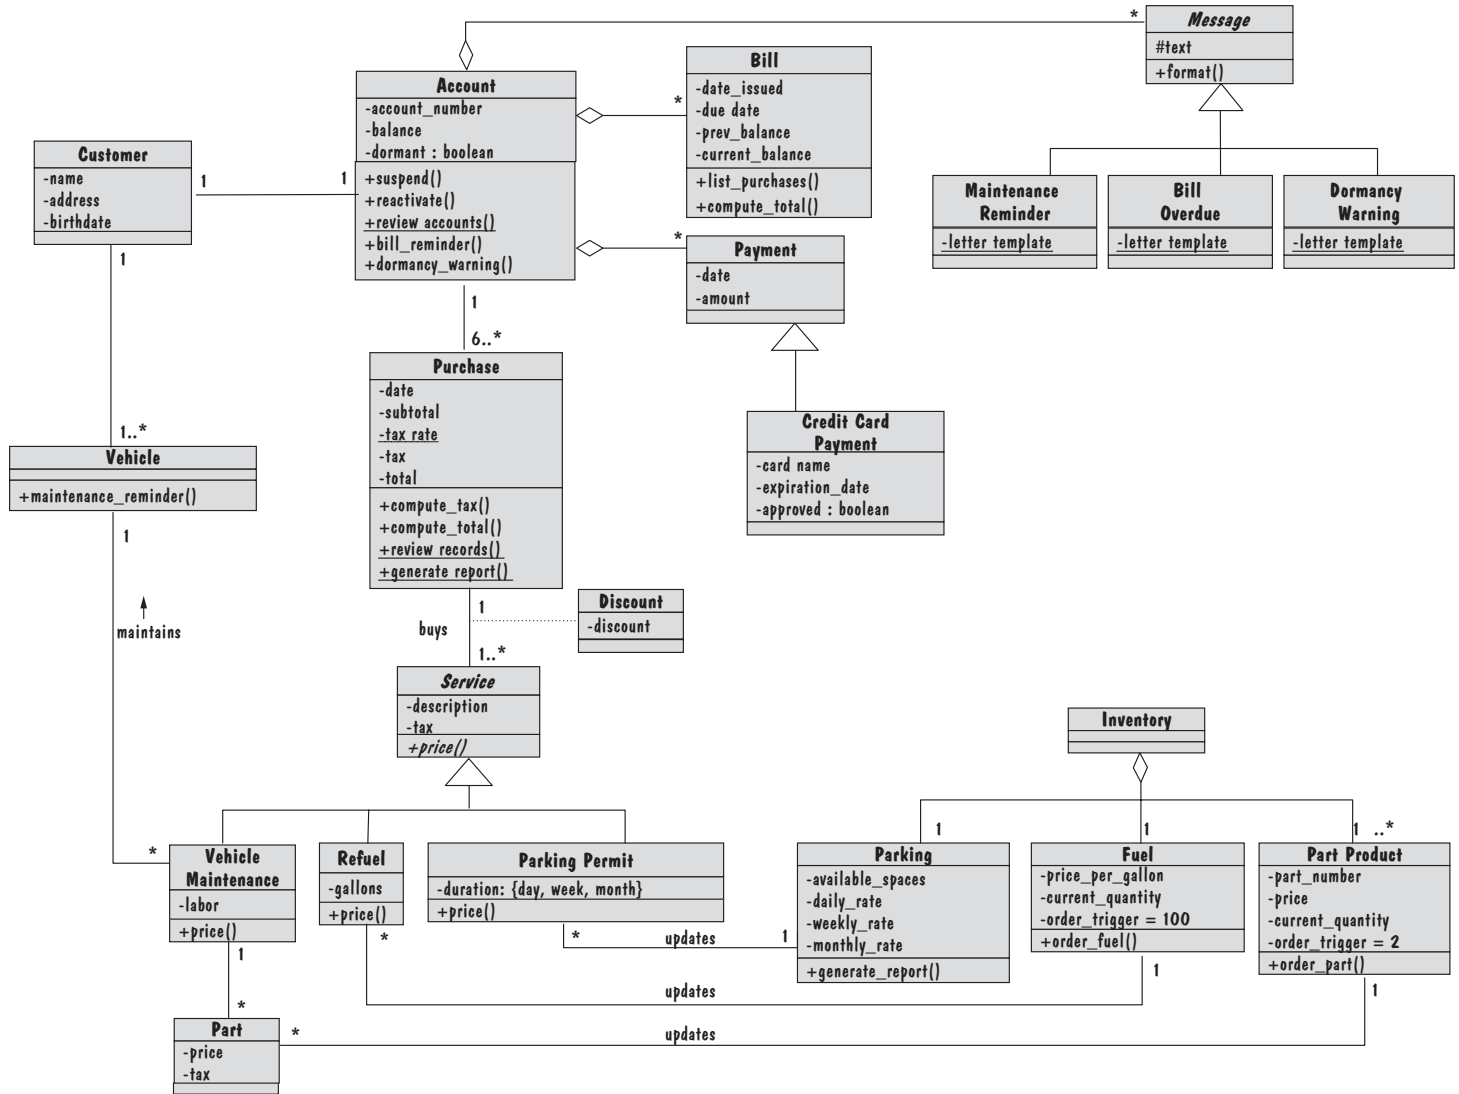 *
Message
#text
+format()
Account
-account_number
-balance
-dormant : boolean
+suspend()
+reactivate()
+review accounts()
+bill_reminder()
+dormancy_warning()
*
Bill
-date_issued
-due date
-prev_balance
-current_balance
+list_purchases()
+compute_total()
Customer
-name
-address
-birthdate
1
1
1
Maintenance
Reminder
-letter template
Bill
Overdue
-letter template
Dormancy
Warning
-letter template
*
Payment
-date
-amount
1
6..*
Purchase
-date
-subtotal
-tax rate
-tax
-total
+compute_tax()
+compute_total()
+review records()
+generate report()
Credit Card
Payment
-card name
-expiration_date
-approved : boolean
1..*
Vehicle
+maintenance_reminder()
1
maintains
1
buys
1..*
Discount
-discount
Service
-description
-tax
+price()
Inventory
*
Vehicle
Maintenance
-labor
+price()
Refuel
-gallons
+price()
Parking Permit
-duration: {day, week, month}
+price()
1
Parking
-available_spaces
-daily_rate
-weekly_rate
-monthly_rate
+generate_report()
1
Fuel
-price_per_gallon
-current_quantity
-order_trigger = 100
+order_fuel()
1 ..*
Part Product
-part_number
-price
-current_quantity
-order_trigger = 2
+order_part()
*
updates
1
*
updates
1
1
*
Part
-price
-tax
*
updates
1